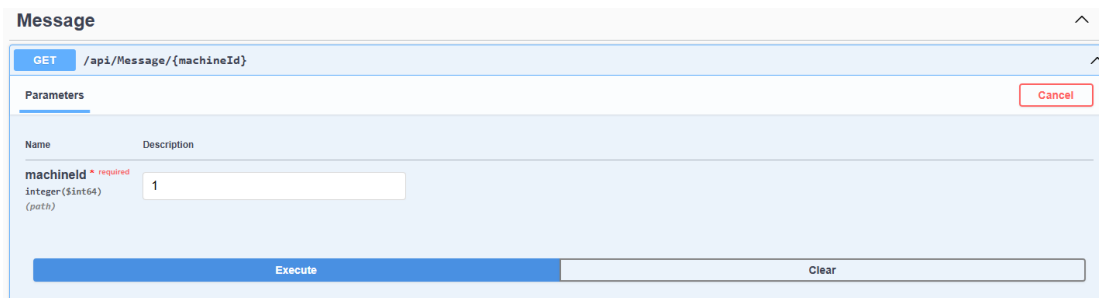 Message
GET /api/Message/{machineId}
Parameters
Cancel
Name Description
machineId * required
integer($int64)
(path)
1
Execute
Clear